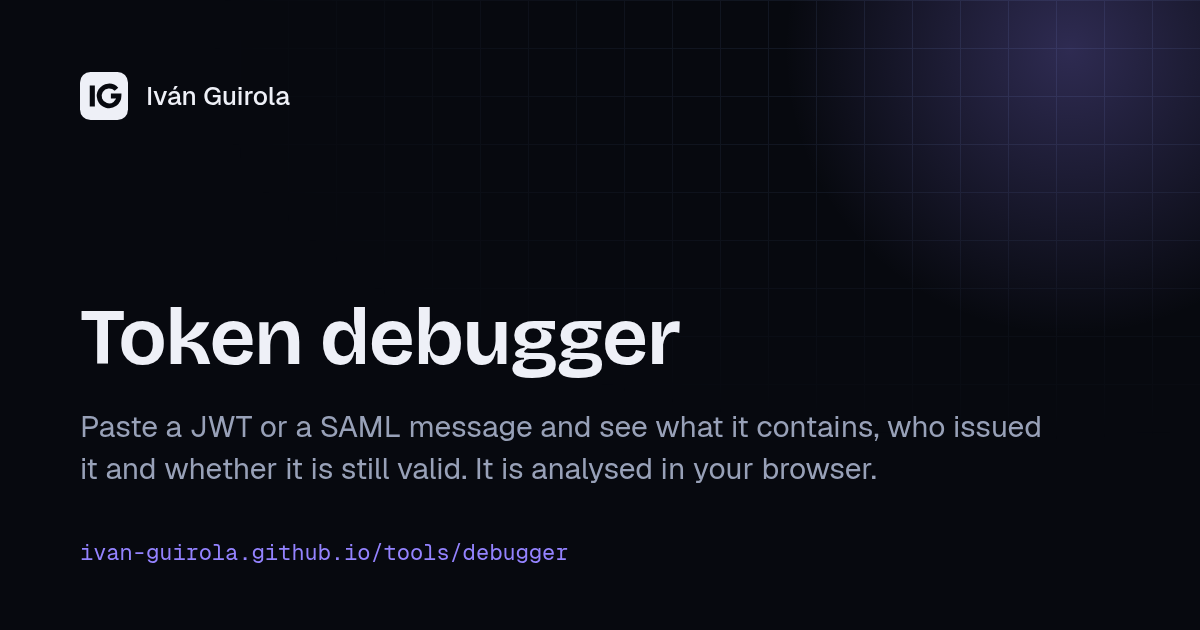 IG
Iván Guirola
Token debugger
Paste a JWT or a SAML message and see what it contains, who issued
it and whether it is still valid. It is analysed in your browser.
ivan-guirola.github.io/tools/debugger